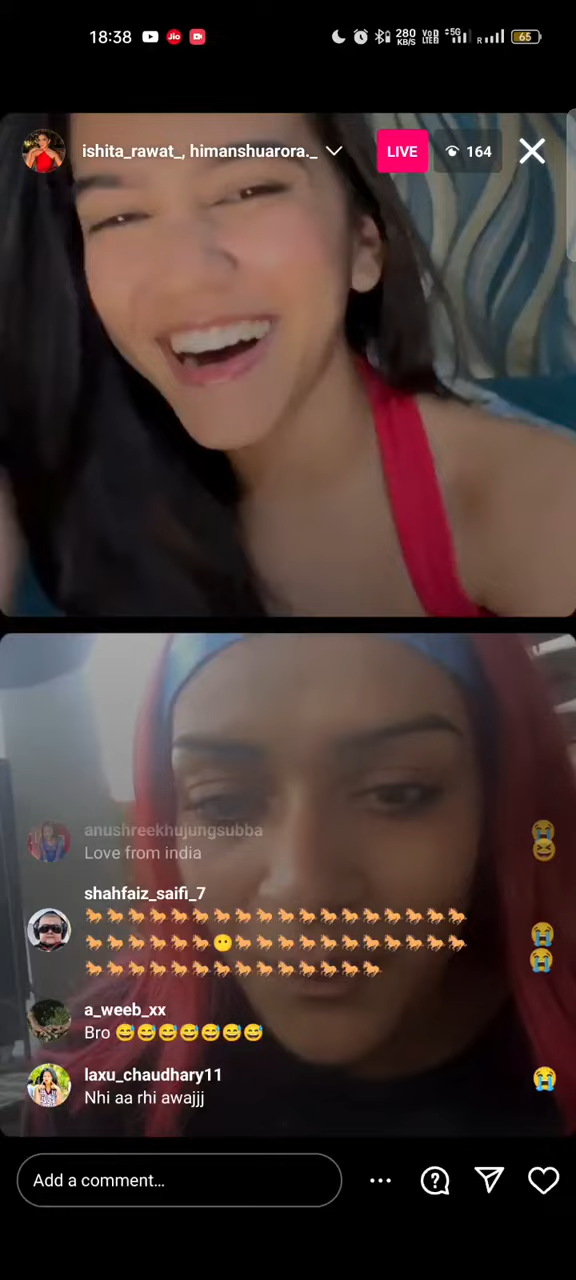 18:38
Jio
280
KB/S
Vo
LTE
5G
R
65
ishita_rawat_, himanshuarora._
LIVE
164
anushreekhujungsubba
Love from india
shahfaiz_saifi_7
🐎🐎🐎🐎🐎🐎🐎🐎🐎🐎🐎🐎🐎🐎🐎🐎🐎🐎
🐎🐎🐎🐎🐎🐎😶🐎🐎🐎🐎🐎🐎🐎🐎🐎🐎🐎
🐎🐎🐎🐎🐎🐎🐎🐎🐎🐎🐎🐎🐎🐎
a_weeb_xx
Bro 😅😅😅😅😅😅😅
laxu_chaudhary11
Nhi aa rhi awajjj
Add a comment...